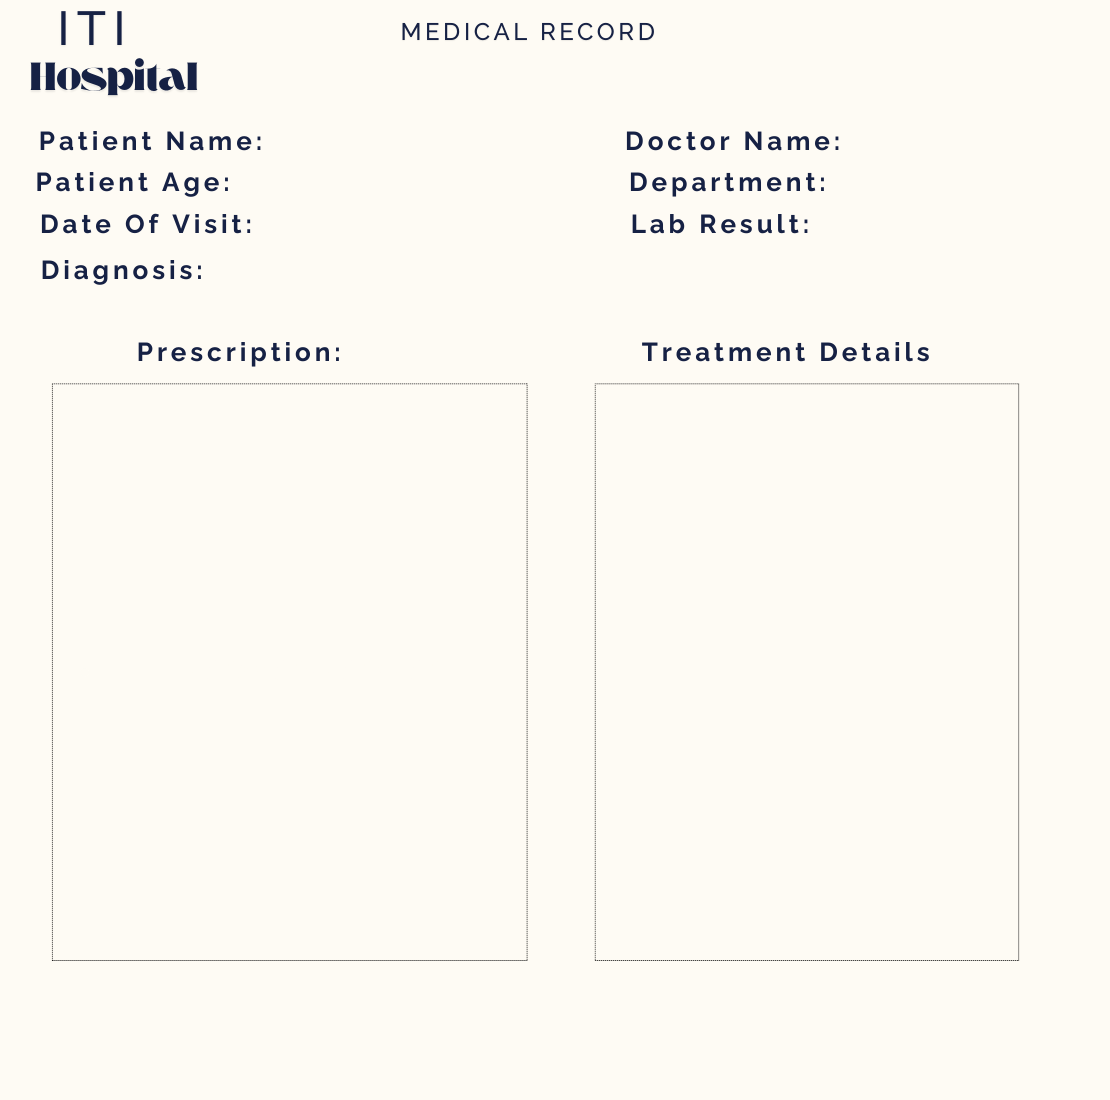 ITI
Hospital
MEDICAL RECORD
Patient Name:
Doctor Name:
Patient Age:
Department:
Date Of Visit:
Lab Result:
Diagnosis:
Prescription:
Treatment Details